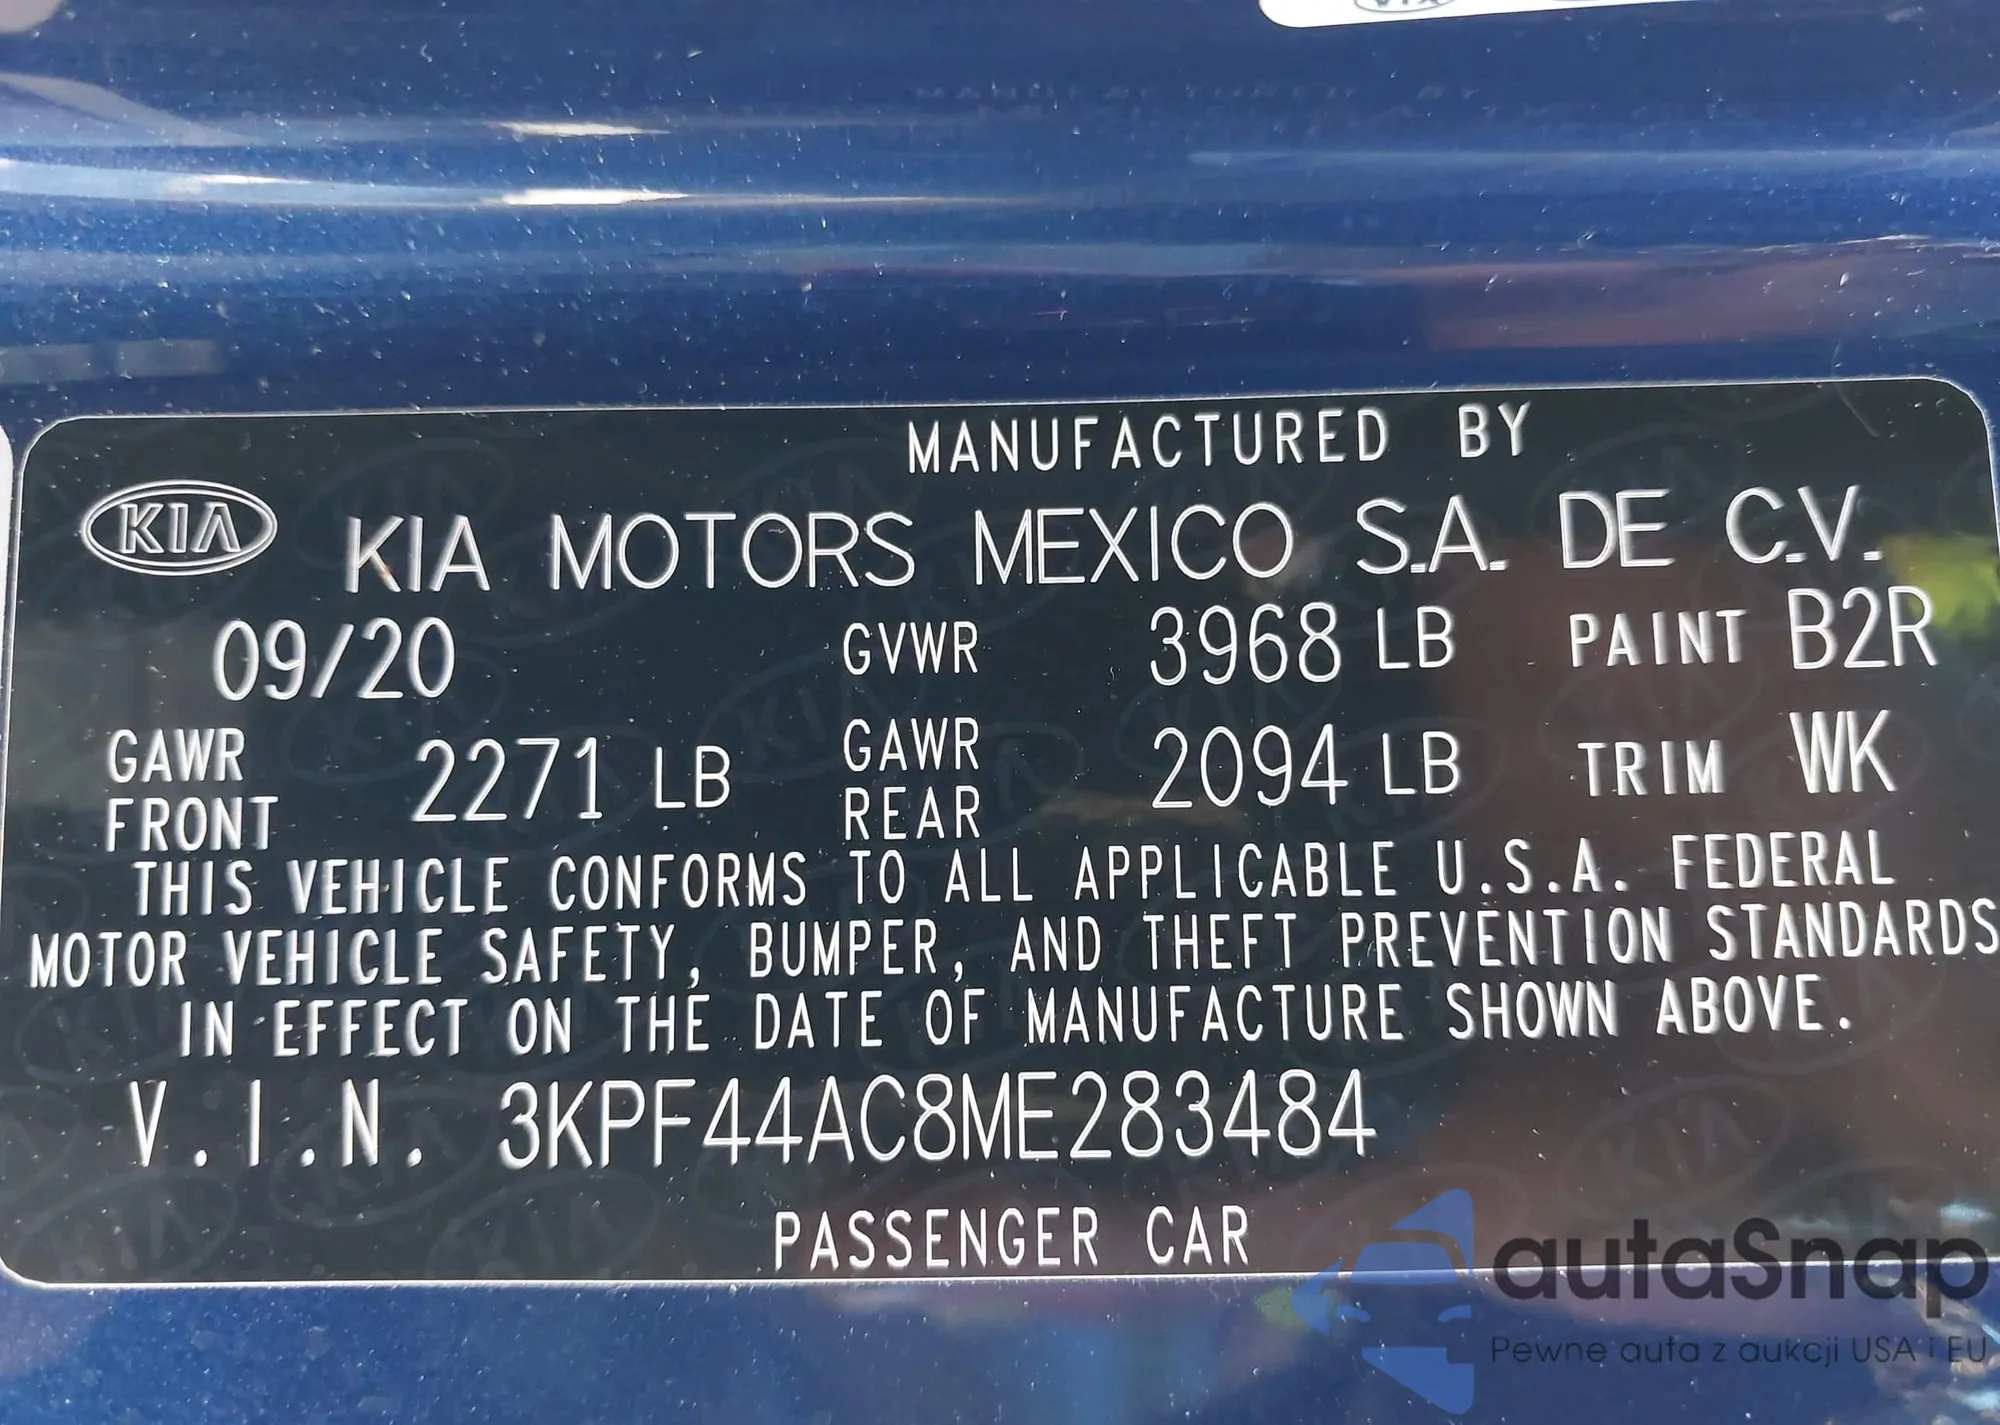 MANUFACTURED BY
KIA KIA MOTORS MEXICO S.A. DE C.V.
09/20 GVWR 3968 LB PAINT B2R
GAWR FRONT 2271 LB GAWR REAR 2094 LB TRIM WK
THIS VEHICLE CONFORMS TO ALL APPLICABLE U.S.A. FEDERAL
MOTOR VEHICLE SAFETY, BUMPER, AND THEFT PREVENTION STANDARDS
IN EFFECT ON THE DATE OF MANUFACTURE SHOWN ABOVE.
V.I.N. 3KPF44AC8ME283484
PASSENGER CAR
autaSnap
Pewne auta z aukcji USA i EU